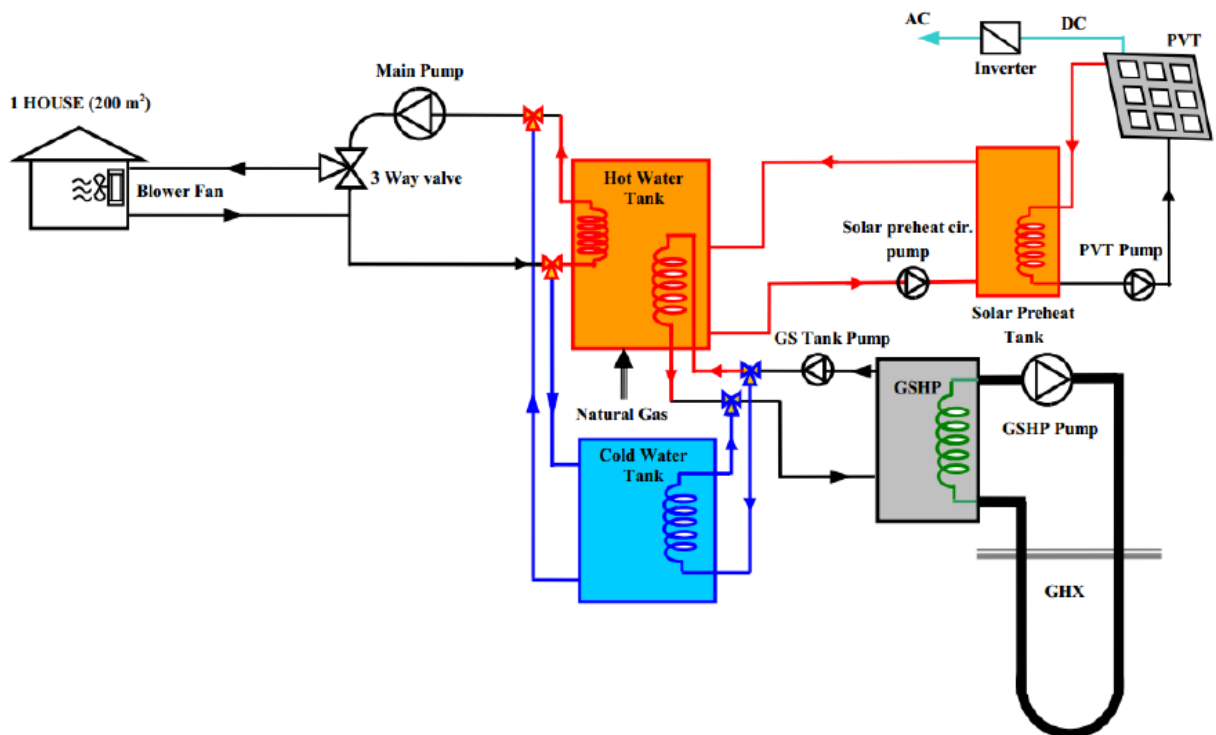 AC
DC
PVT
Inverter
Main Pump
1 HOUSE (200 m²)
3 Way valve
Blower Fan
Hot Water
Tank
Solar preheat cir.
pump
PVT Pump
Solar Preheat
Tank
GS Tank Pump
GSHP
GSHP Pump
Natural Gas
Cold Water
Tank
GHX